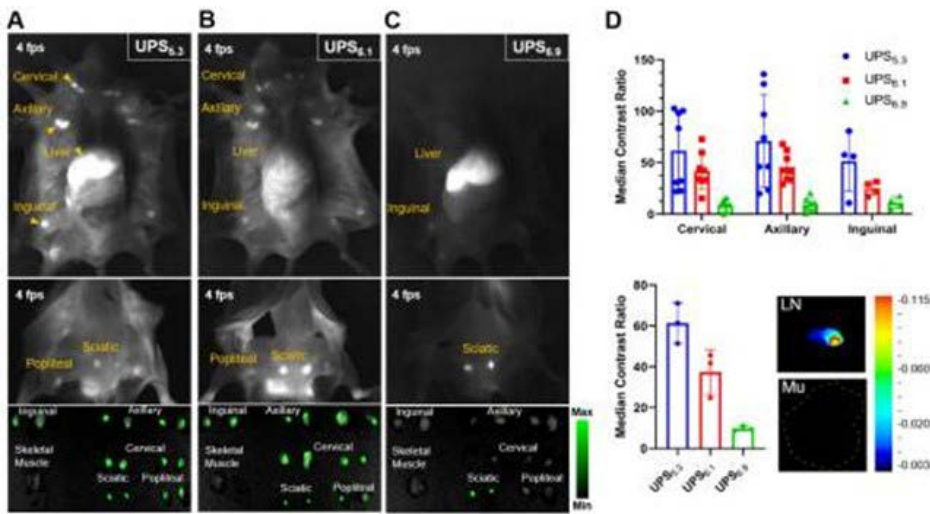 A
B
C
D
4 fps
UPS5.3
Cervical
Axillary
Liver
Inguinal
4 fps
UPS6.1
Cervical
Axillary
Liver
Inguinal
4 fps
UPS6.9
Liver
Inguinal
4 fps
Sciatic
Popliteal
4 fps
Sciatic
Popliteal
4 fps
Sciatic
Inguinal
Axillary
Skeletal
Muscle
Cervical
Sciatic
Popliteal
Inguinal
Axillary
Skeletal
Muscle
Cervical
Sciatic
Popliteal
Inguinal
Axillary
Skeletal
Muscle
Cervical
Sciatic
Popliteal
Max
Min
Median Contrast Ratio
150
100
50
0
UPS5.3
UPS6.1
UPS6.9
Cervical
Axillary
Inguinal
Median Contrast Ratio
80
60
40
20
0
UPS5.3
UPS6.1
UPS6.9
LN
Mu
-0.115
-0.060
-0.020
-0.003